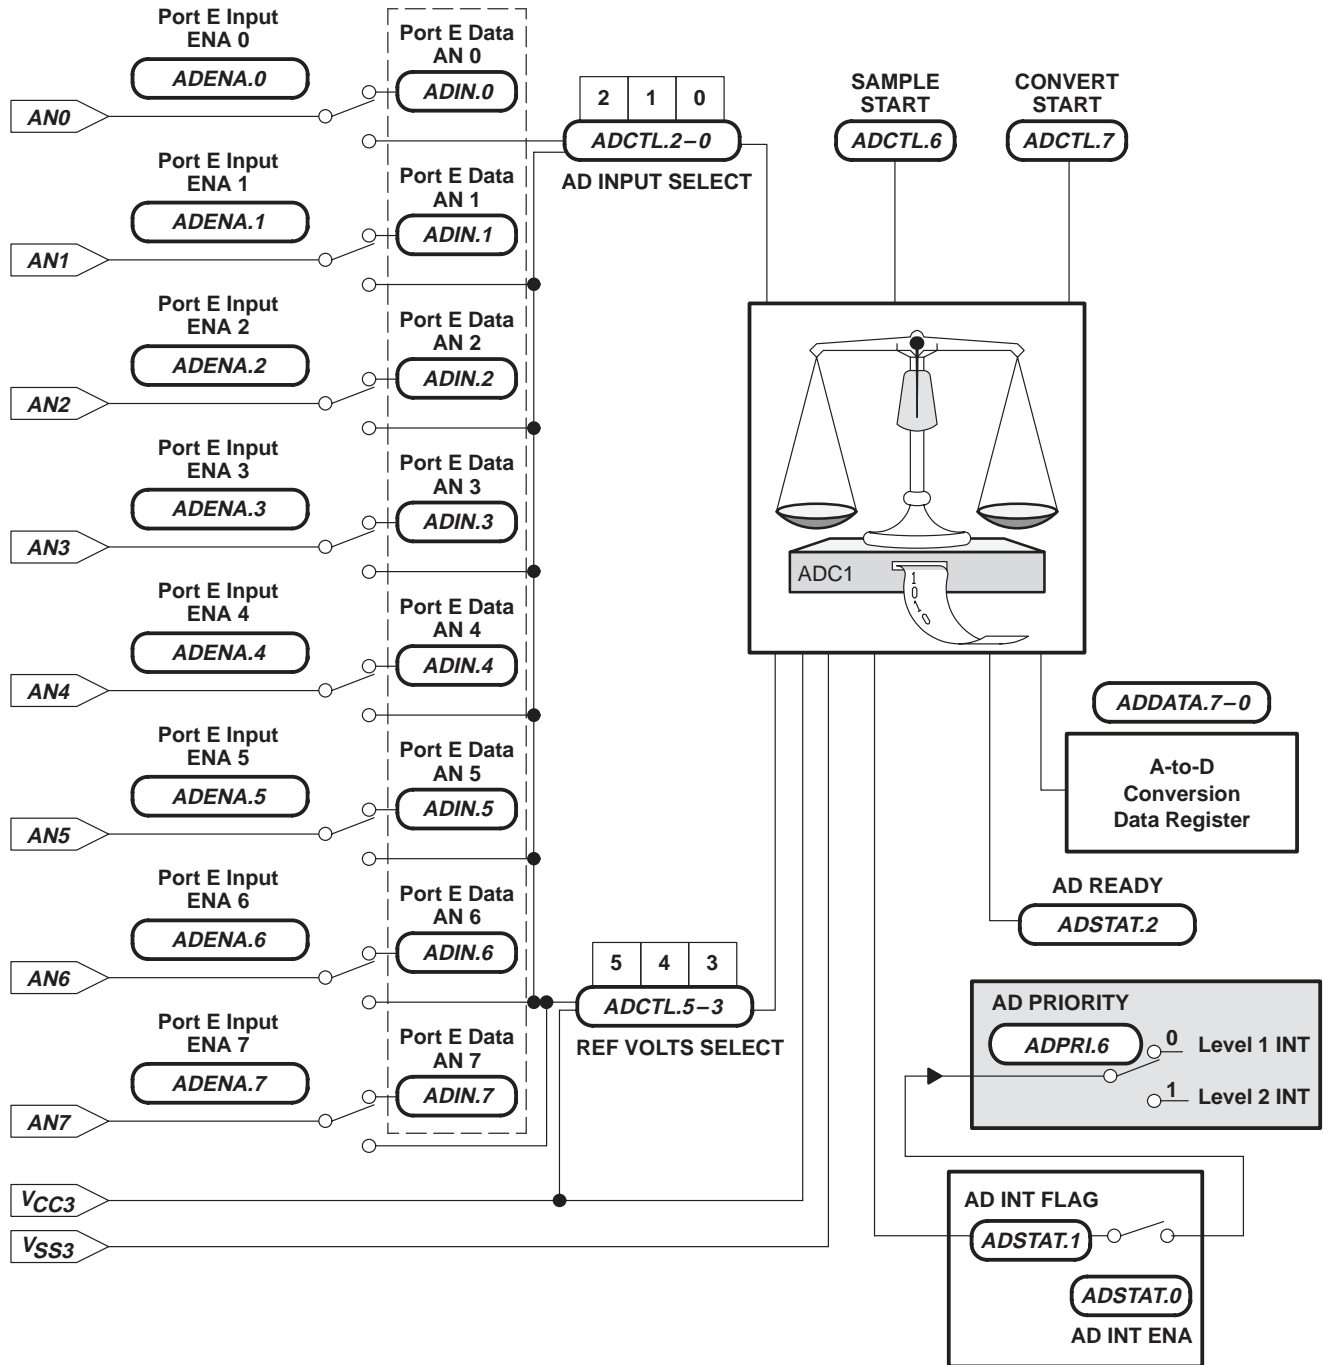 Port E Input
ENA 0
ADENA.0
AN0
Port E Data
AN 0
ADIN.0
Port E Input
ENA 1
ADENA.1
AN1
Port E Data
AN 1
ADIN.1
Port E Input
ENA 2
ADENA.2
AN2
Port E Data
AN 2
ADIN.2
Port E Input
ENA 3
ADENA.3
AN3
Port E Data
AN 3
ADIN.3
Port E Input
ENA 4
ADENA.4
AN4
Port E Data
AN 4
ADIN.4
Port E Input
ENA 5
ADENA.5
AN5
Port E Data
AN 5
ADIN.5
Port E Input
ENA 6
ADENA.6
AN6
Port E Data
AN 6
ADIN.6
Port E Input
ENA 7
ADENA.7
AN7
Port E Data
AN 7
ADIN.7
VCC3
VSS3
2 1 0
ADCTL.2–0
AD INPUT SELECT
5 4 3
ADCTL.5–3
REF VOLTS SELECT
SAMPLE
START
ADCTL.6
CONVERT
START
ADCTL.7
ADC1
1
0
1
0
ADDATA.7–0
A-to-D
Conversion
Data Register
AD READY
ADSTAT.2
AD PRIORITY
ADPRI.6
0 Level 1 INT
1 Level 2 INT
AD INT FLAG
ADSTAT.1
ADSTAT.0
AD INT ENA